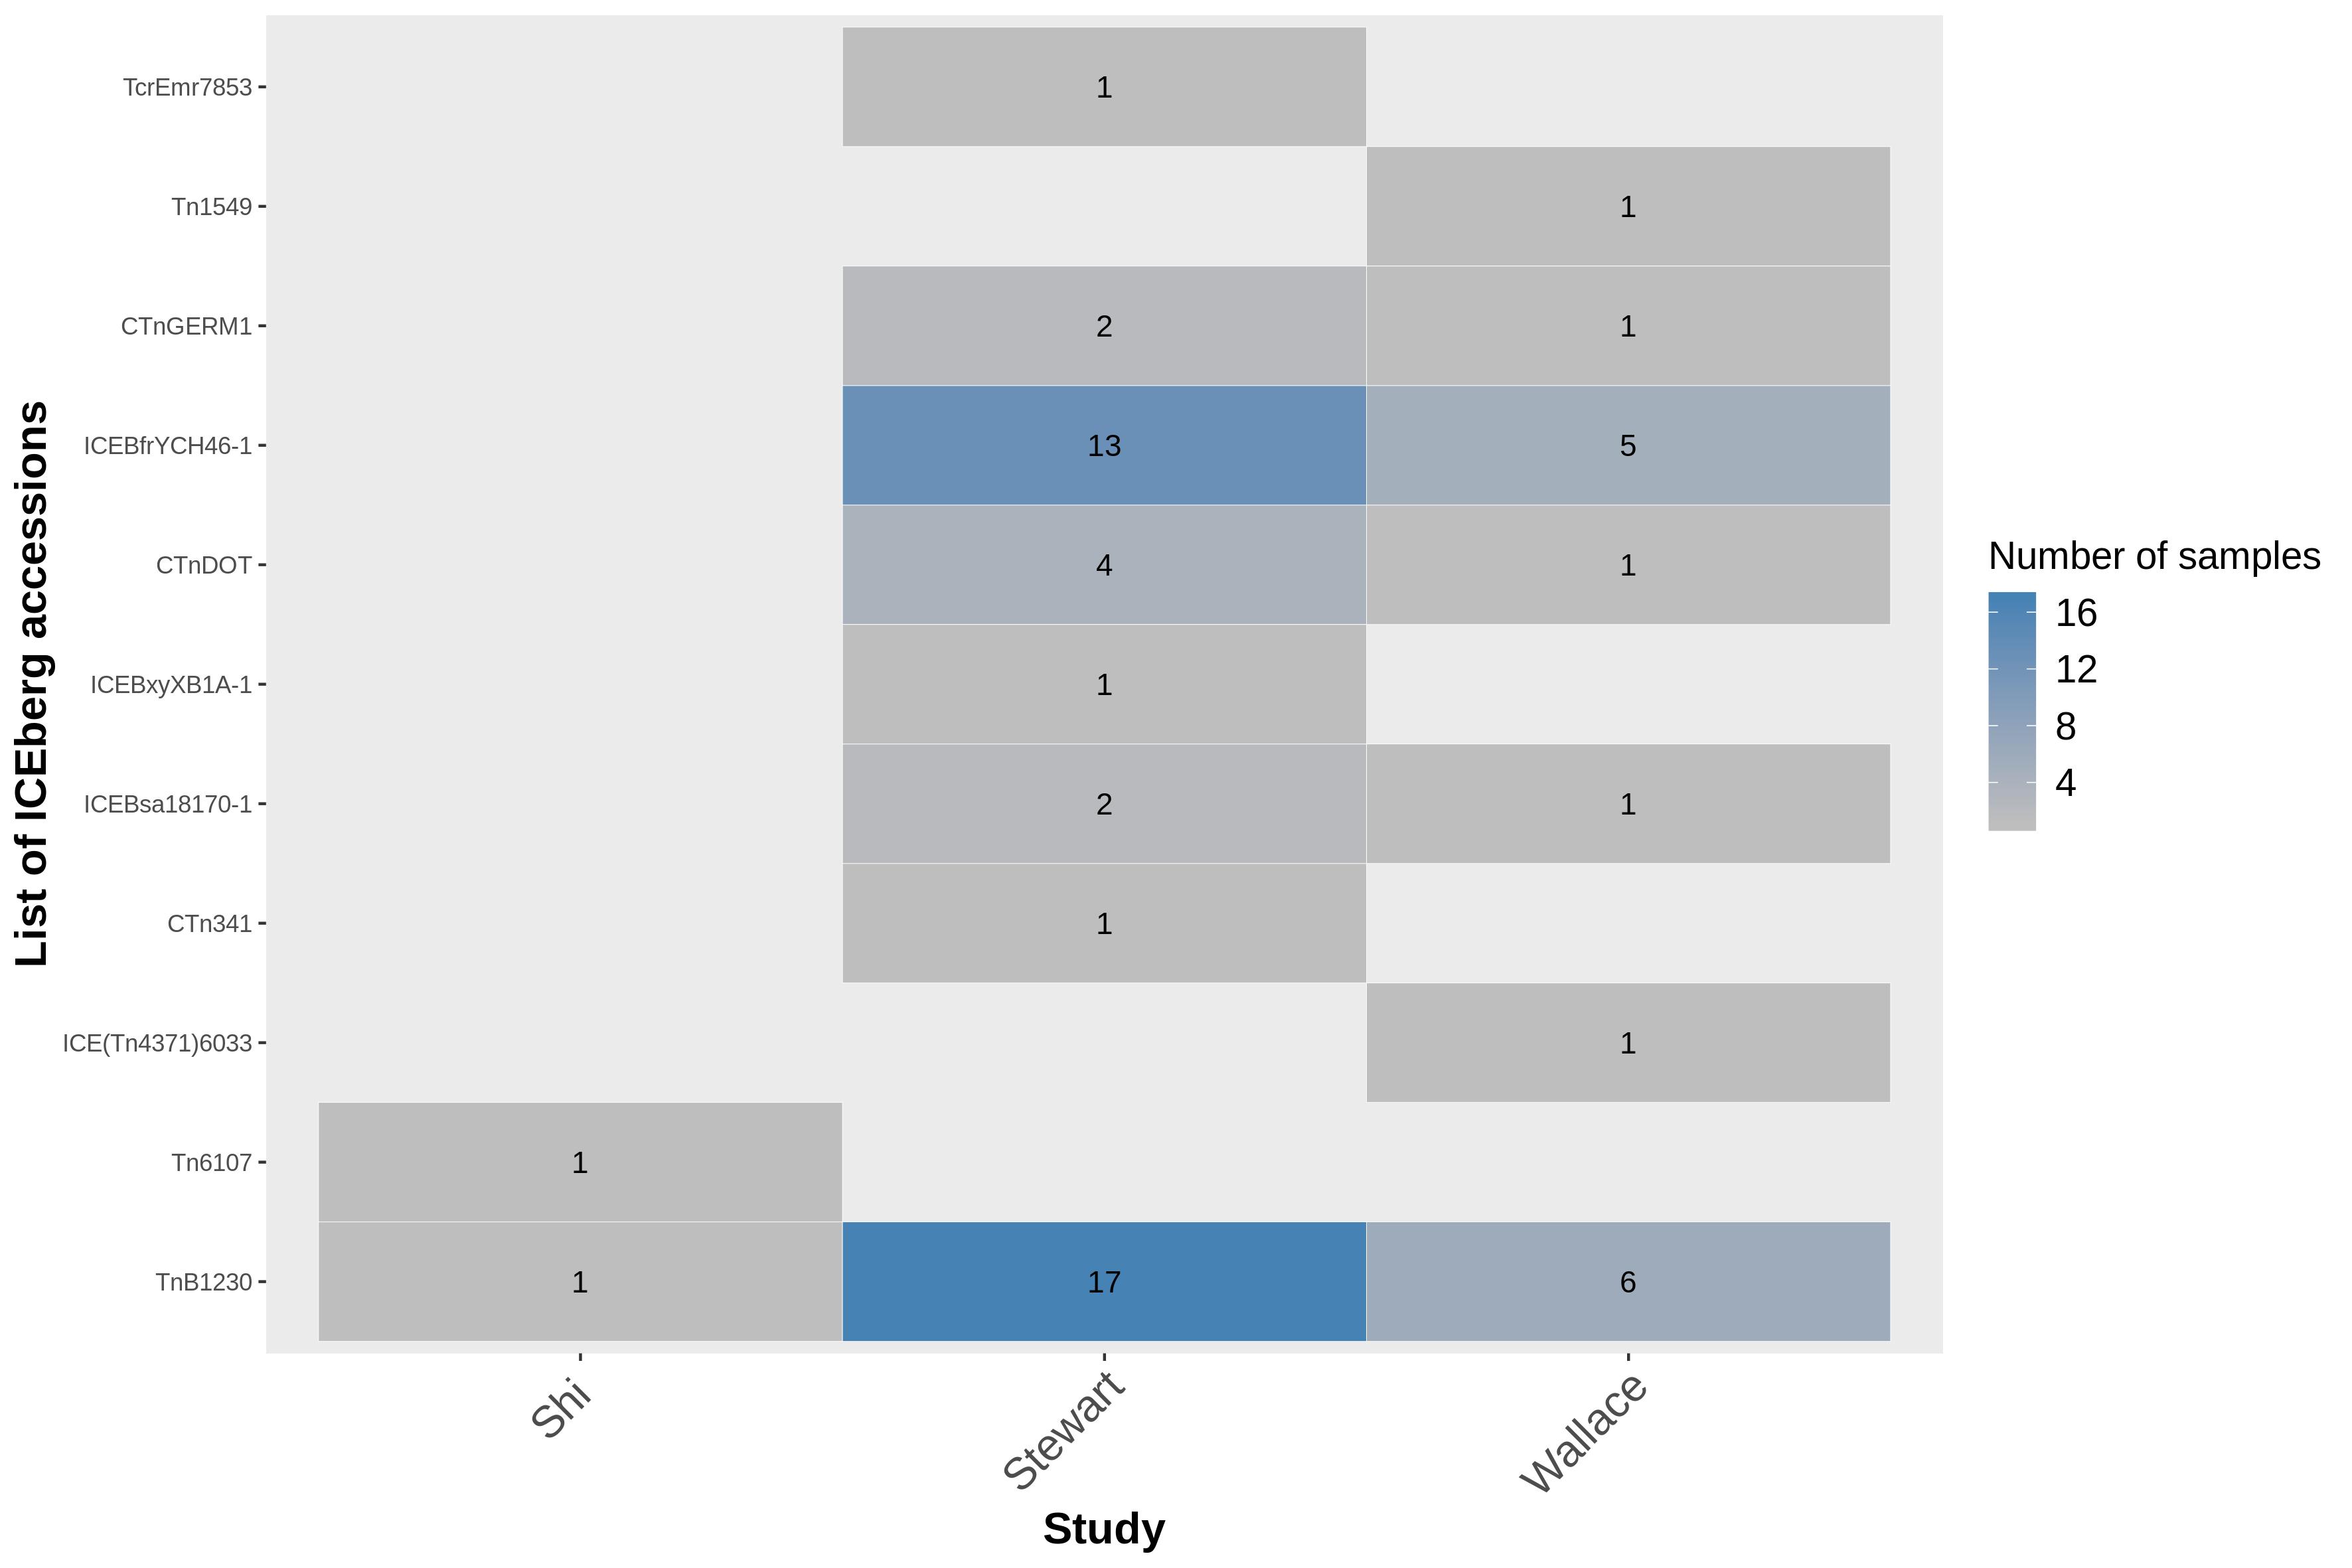 List of ICEberg accessions
TcrEmr7853
1
Tn1549
1
CTnGERM1
2
1
ICEBfrYCH46-1
13
5
CTnDOT
4
1
ICEBxyXB1A-1
1
ICEBsa18170-1
2
1
CTn341
1
ICE(Tn4371)6033
1
Tn6107
1
TnB1230
1
17
6
Shi
Stewart
Wallace
Study
Number of samples
16
12
8
4